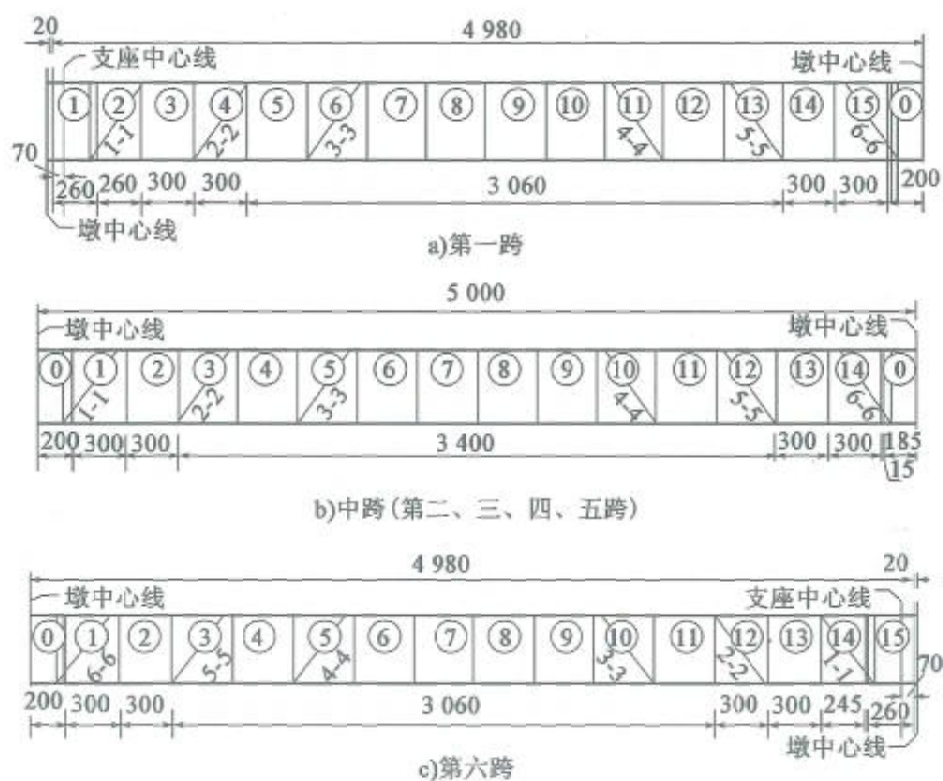 20
4 980
支座中心线
墩中心线
① ② ③ ④ ⑤ ⑥ ⑦ ⑧ ⑨ ⑩ ⑪ ⑫ ⑬ ⑭ ⑮ ⓪
1-1 2-2 3-3 4-4 5-5 6-6
70
260 260 300 300 3 060 300 300 200
墩中心线
a)第一跨
5 000
墩中心线 墩中心线
⓪ ① ② ③ ④ ⑤ ⑥ ⑦ ⑧ ⑨ ⑩ ⑪ ⑫ ⑬ ⑭ ⓪
1-1 2-2 3-3 4-4 5-5 6-6
200 300 300 3 400 300 300 185
15
b)中跨(第二、三、四、五跨)
4 980 20
墩中心线 支座中心线
⓪ ① ② ③ ④ ⑤ ⑥ ⑦ ⑧ ⑨ ⑩ ⑪ ⑫ ⑬ ⑭ ⑮
6-6 5-5 4-4 3-3 2-2 1-1
70
200 300 300 3 060 300 300 245 260
墩中心线
c)第六跨